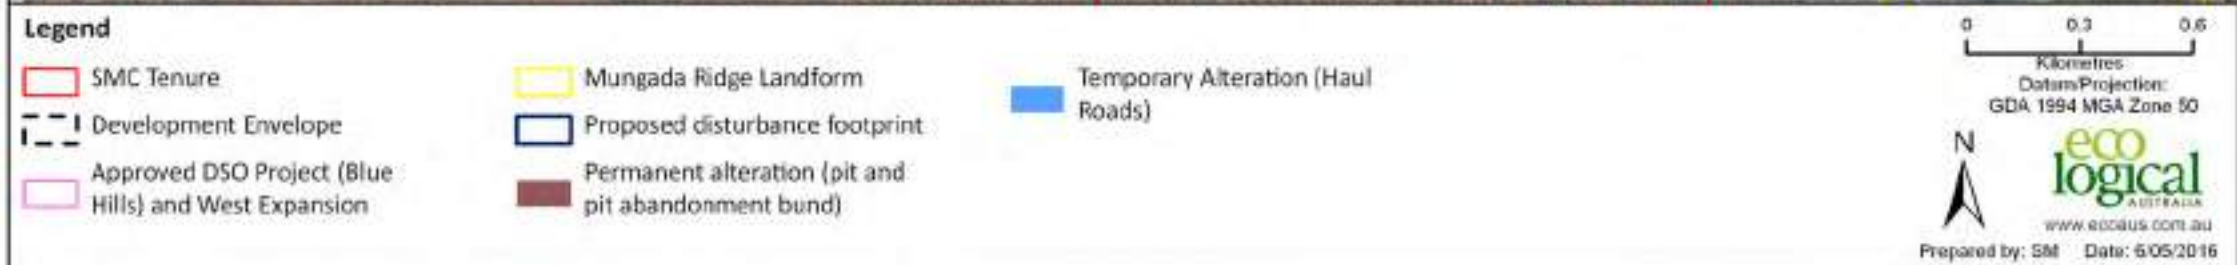 Legend
SMC Tenure
Development Envelope
Approved DSO Project (Blue
Hills) and West Expansion
Mungada Ridge Landform
Proposed disturbance footprint
Permanent alteration (pit and
pit abandonment bund)
Temporary Alteration (Haul
Roads)
0 0.3 0.6
Kilometres
Datum/Projection:
GDA 1994 MGA Zone 50
N
eco
logical
AUSTRALIA
www.ecoaus.com.au
Prepared by: SM Date: 6/05/2016